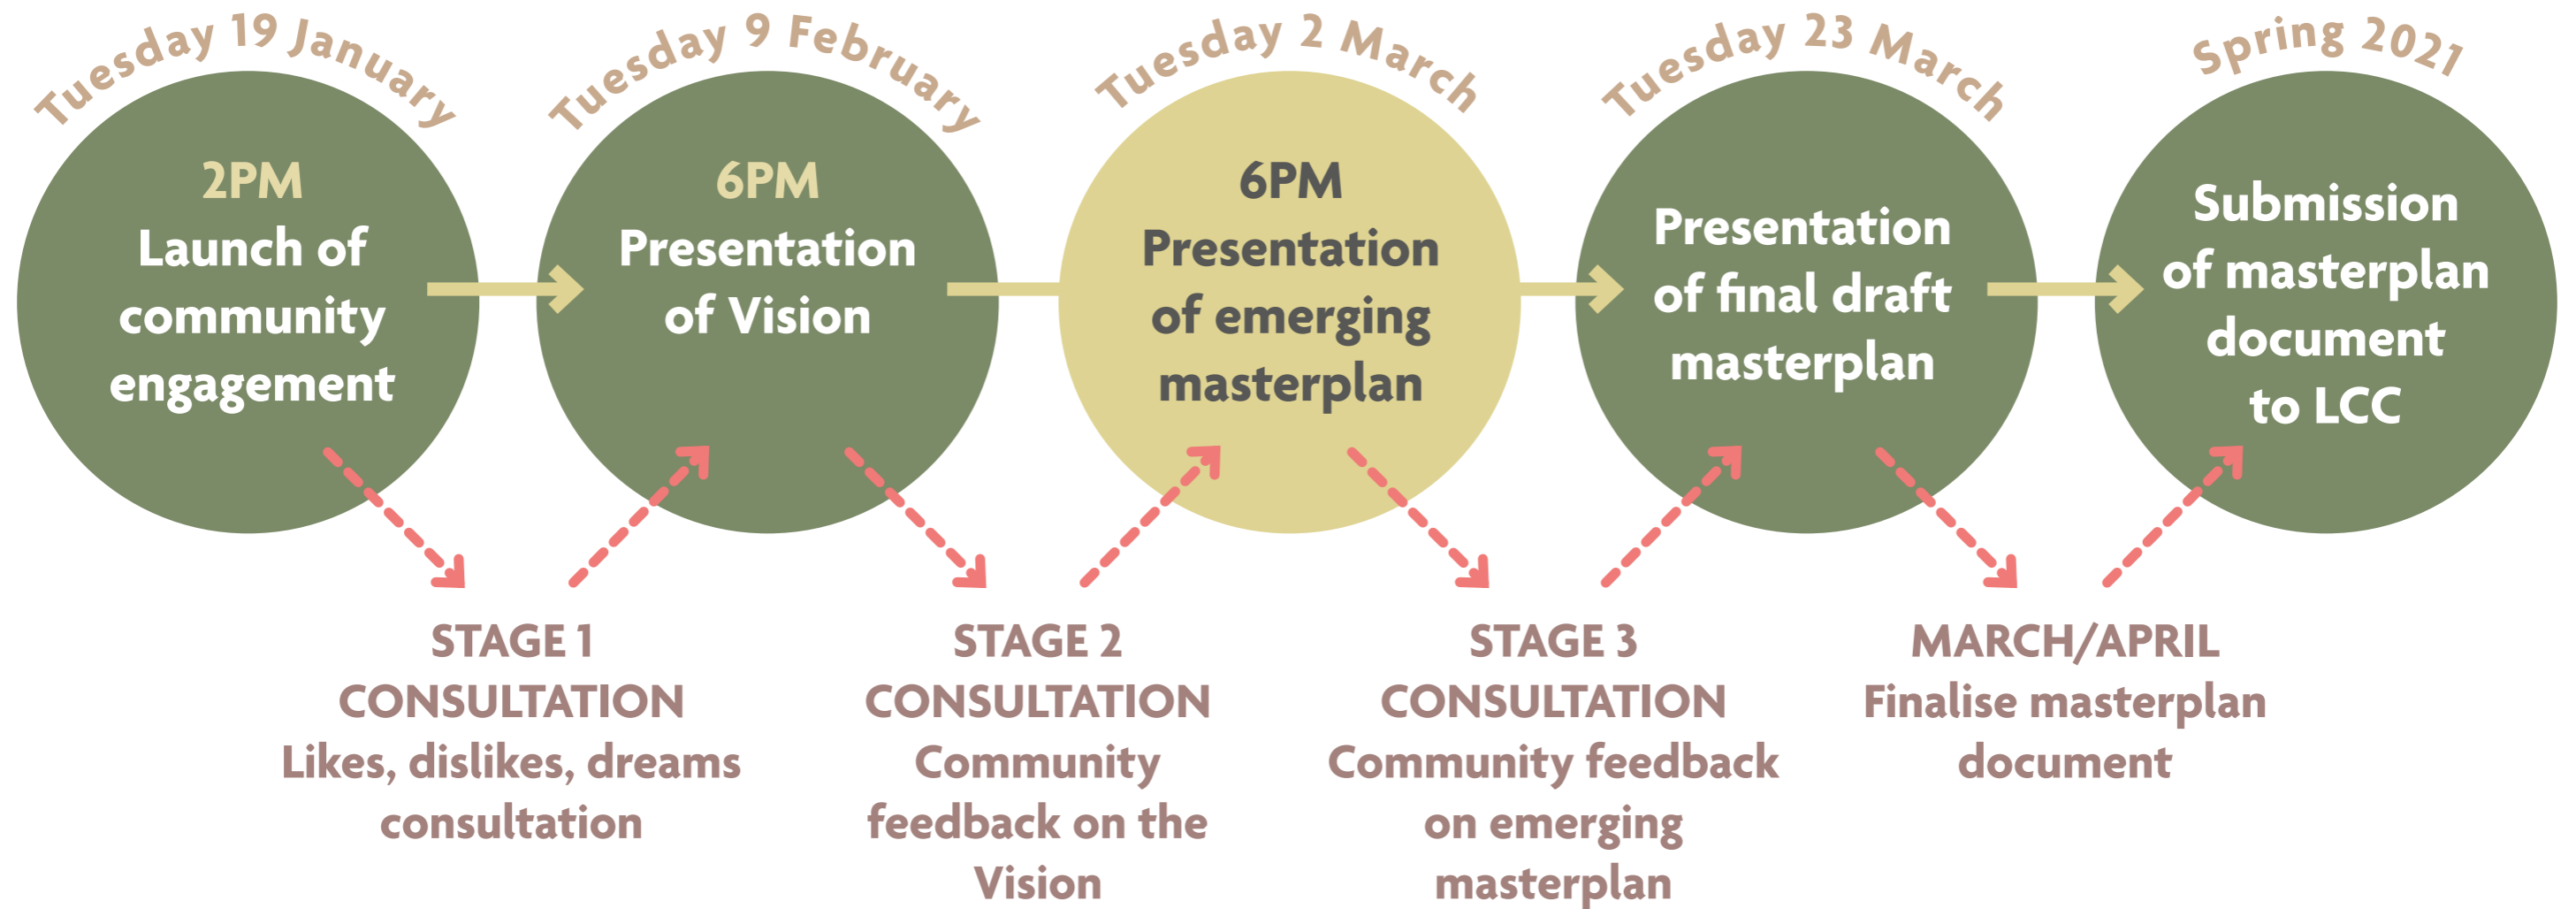 Tuesday 19 January
2PM
Launch of
community
engagement
Tuesday 9 February
6PM
Presentation
of Vision
Tuesday 2 March
6PM
Presentation
of emerging
masterplan
Tuesday 23 March
Presentation
of final draft
masterplan
Spring 2021
Submission
of masterplan
document
to LCC
STAGE 1
CONSULTATION
Likes, dislikes, dreams
consultation
STAGE 2
CONSULTATION
Community
feedback on the
Vision
STAGE 3
CONSULTATION
Community feedback
on emerging
masterplan
MARCH/APRIL
Finalise masterplan
document